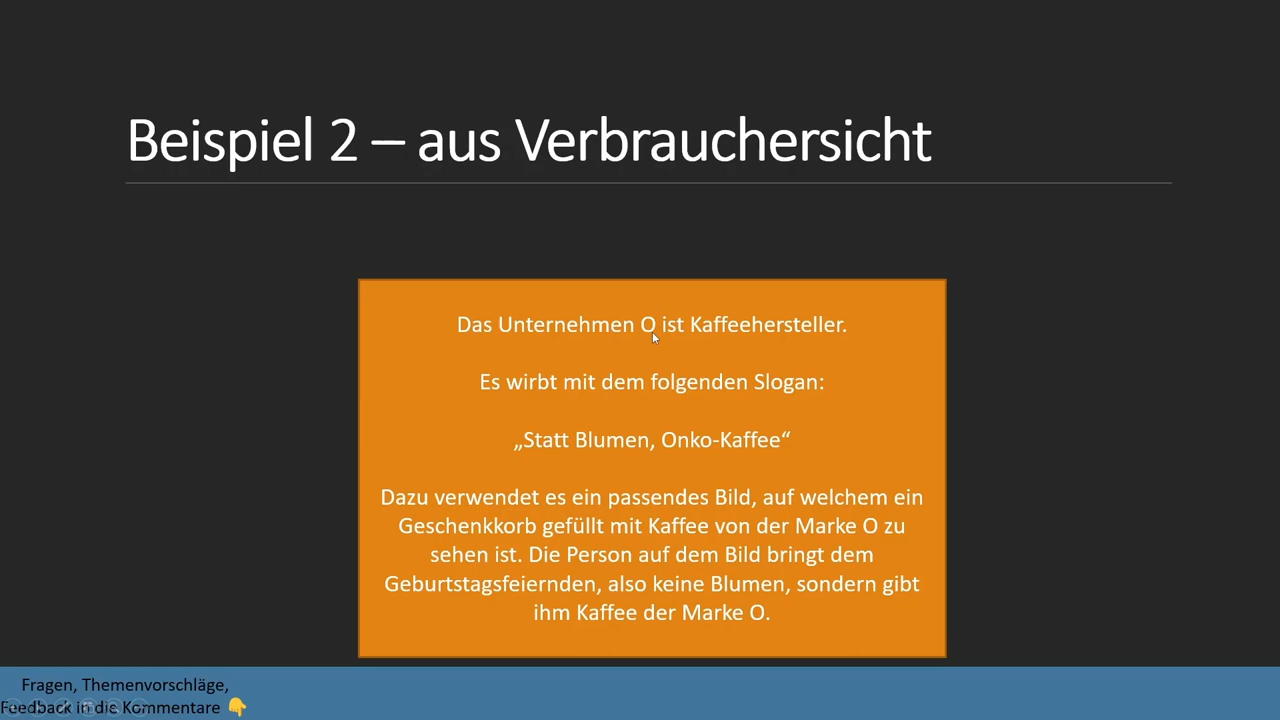 Beispiel 2 – aus Verbrauchersicht
Das Unternehmen O ist Kaffeehersteller.
Es wirbt mit dem folgenden Slogan:
„Statt Blumen, Onko-Kaffee“
Dazu verwendet es ein passendes Bild, auf welchem ein
Geschenkkorb gefüllt mit Kaffee von der Marke O zu
sehen ist. Die Person auf dem Bild bringt dem
Geburtstagsfeiernden, also keine Blumen, sondern gibt
ihm Kaffee der Marke O.
Fragen, Themenvorschläge,
Feedback in die Kommentare 👇